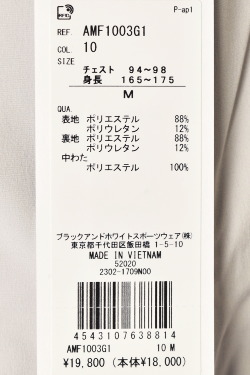 RFID
P-ap1
REF. AMF1003G1
COL. 10
SIZE
チェスト 94～98
身長 165～175
M
QUA.
表地 ポリエステル 88%
ポリウレタン 12%
裏地 ポリエステル 88%
ポリウレタン 12%
中わた
ポリエステル 100%
ブラックアンドホワイトスポーツウェア(株)
東京都千代田区飯田橋 1-5-10
MADE IN VIETNAM
52020
2302-1709N00
4543107638814
AMF1003G1 10 M
¥19,800 (本体¥18,000)